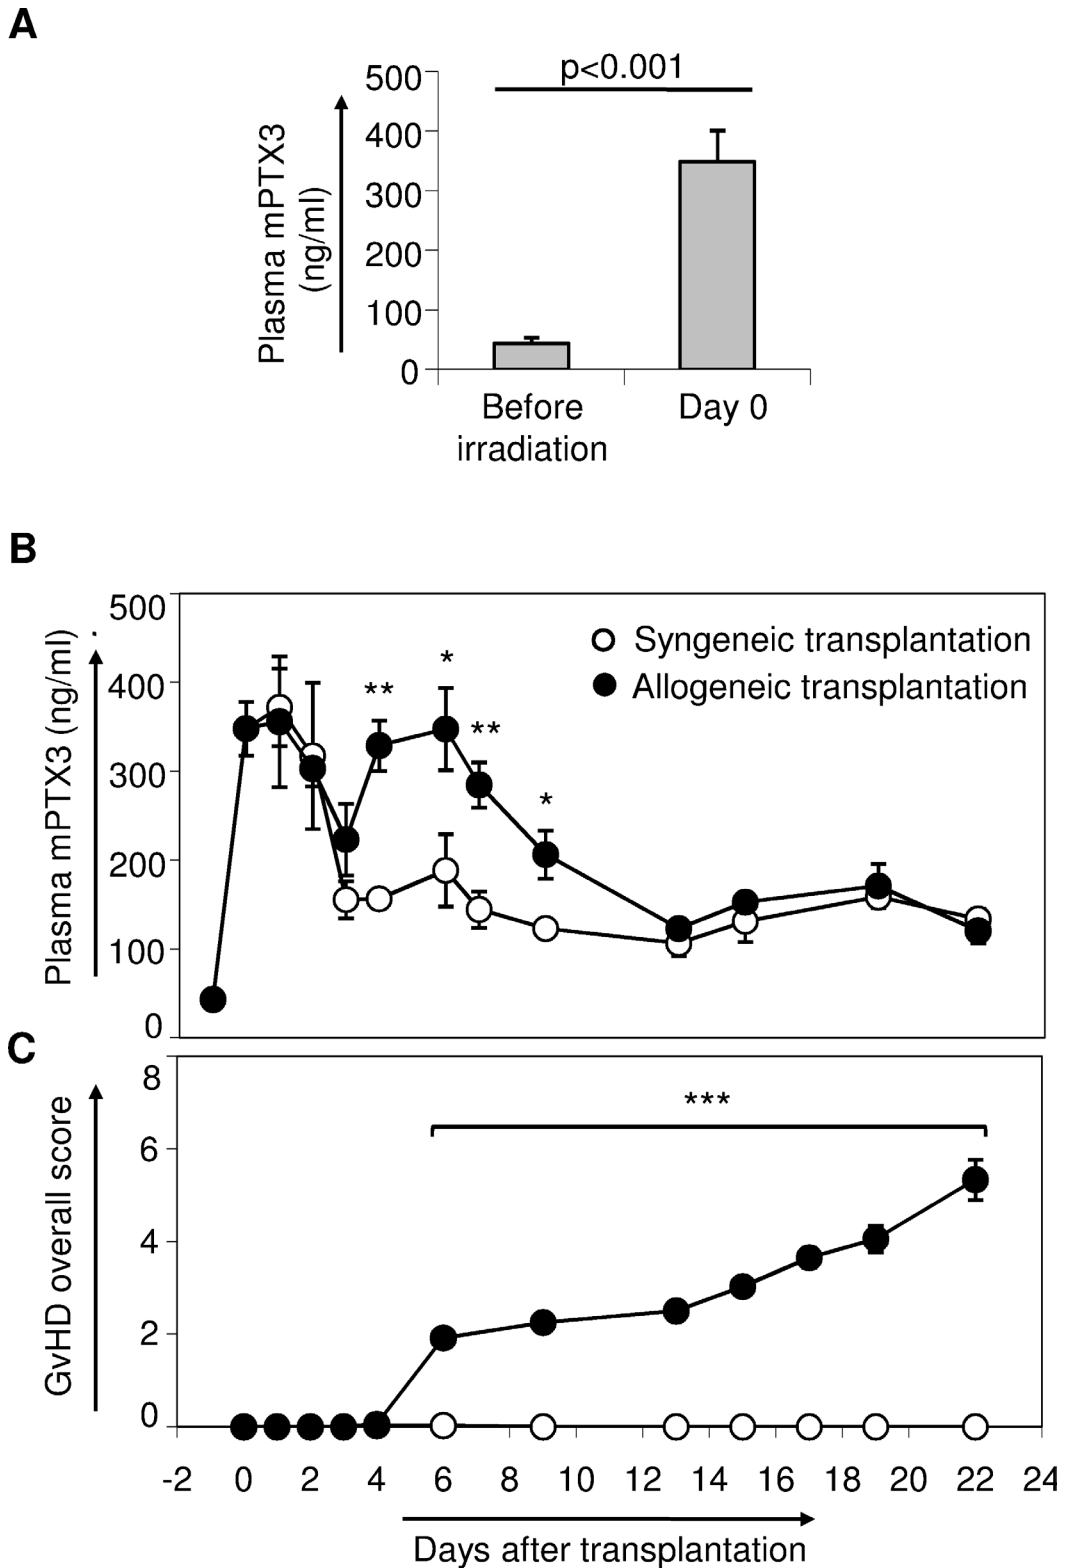 A
p<0.001
500
400
300
200
100
0
Plasma mPTX3
(ng/ml)
Before
irradiation
Day 0
B
500
400
300
200
100
0
Plasma mPTX3 (ng/ml)
Syngeneic transplantation
Allogeneic transplantation
**
*
**
*
C
8
6
4
2
0
GvHD overall score
***
-2 0 2 4 6 8 10 12 14 16 18 20 22 24
Days after transplantation